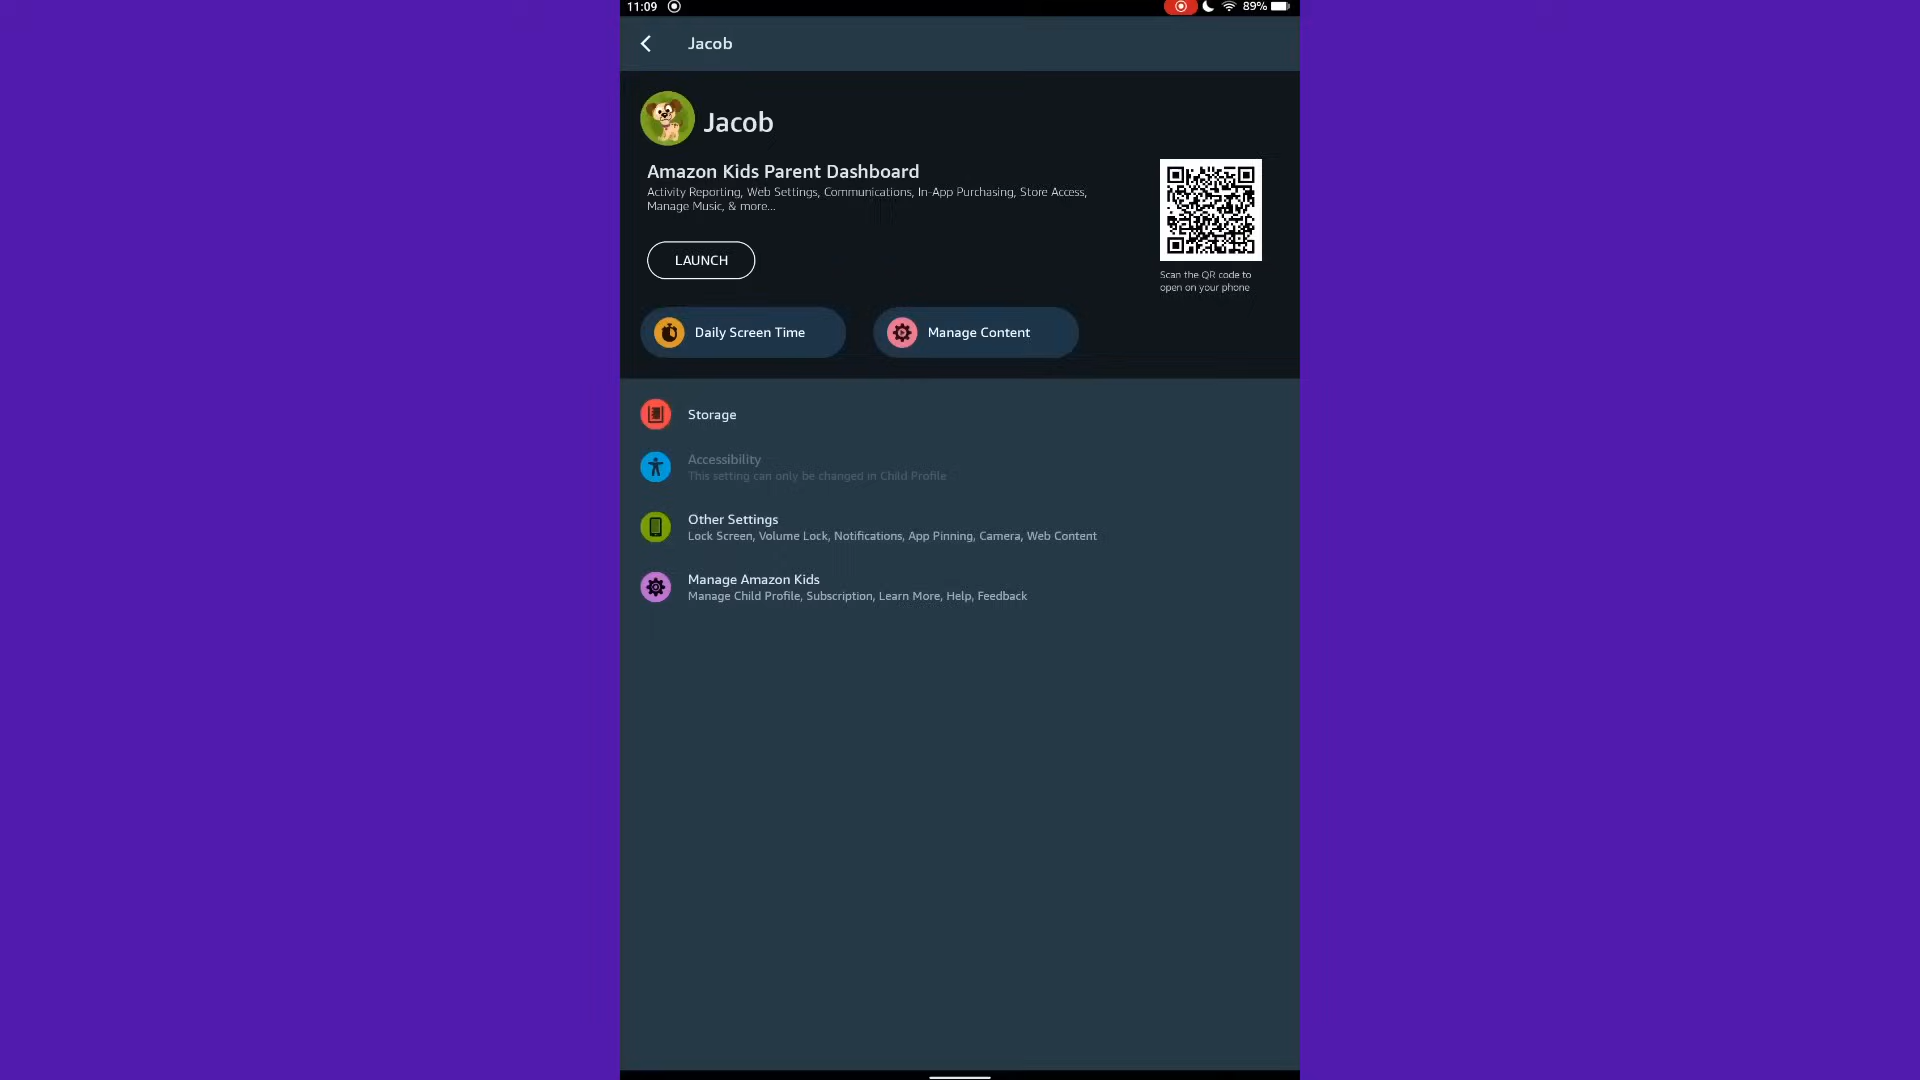 11:09
89%
Jacob
Jacob
Amazon Kids Parent Dashboard
Activity Reporting, Web Settings, Communications, In-App Purchasing, Store Access,
Manage Music, & more...
LAUNCH
Scan the QR code to
open on your phone
Daily Screen Time
Manage Content
Storage
Accessibility
This setting can only be changed in Child Profile
Other Settings
Lock Screen, Volume Lock, Notifications, App Pinning, Camera, Web Content
Manage Amazon Kids
Manage Child Profile, Subscription, Learn More, Help, Feedback